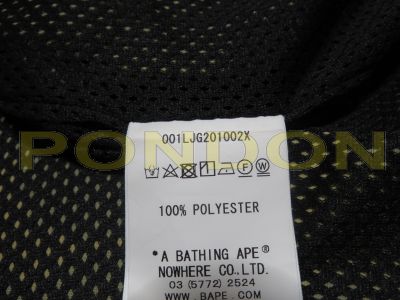 001LJG201002X
PONDON
100% POLYESTER
"A BATHING APE®
NOWHERE CO.,LTD.
03 (5772) 2524
WWW.BAPE.COM